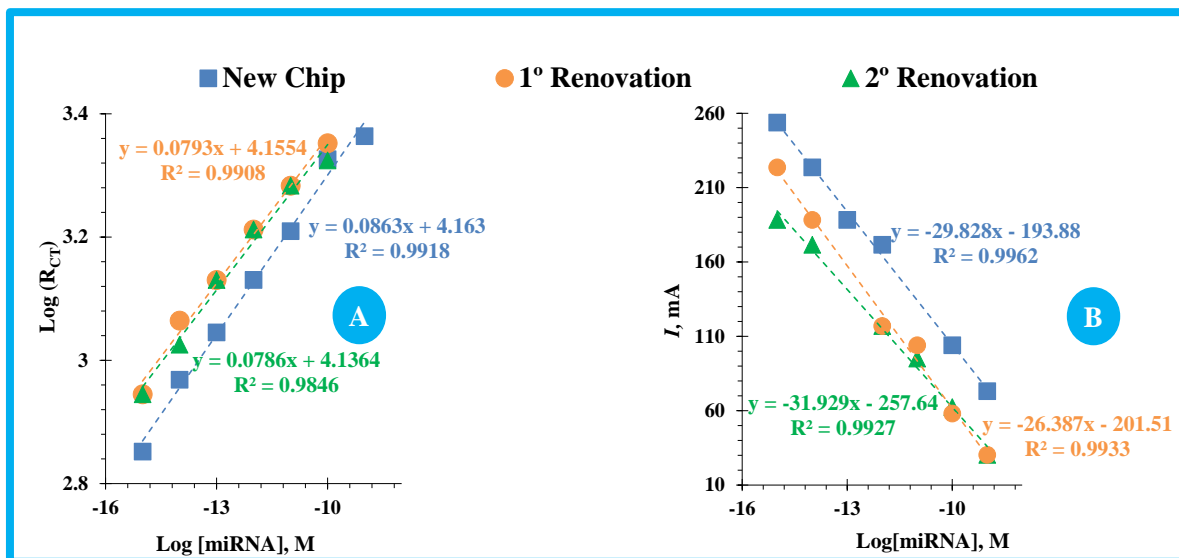 New Chip
1º Renovation
2º Renovation
3.4
3.2
3
2.8
Log (R_CT)
y = 0.0793x + 4.1554
R² = 0.9908
y = 0.0863x + 4.163
R² = 0.9918
A
y = 0.0786x + 4.1364
R² = 0.9846
-16
-13
-10
Log [miRNA], M
260
210
160
110
60
10
I, mA
y = -29.828x - 193.88
R² = 0.9962
B
y = -31.929x - 257.64
R² = 0.9927
y = -26.387x - 201.51
R² = 0.9933
-16
-13
-10
Log[miRNA], M